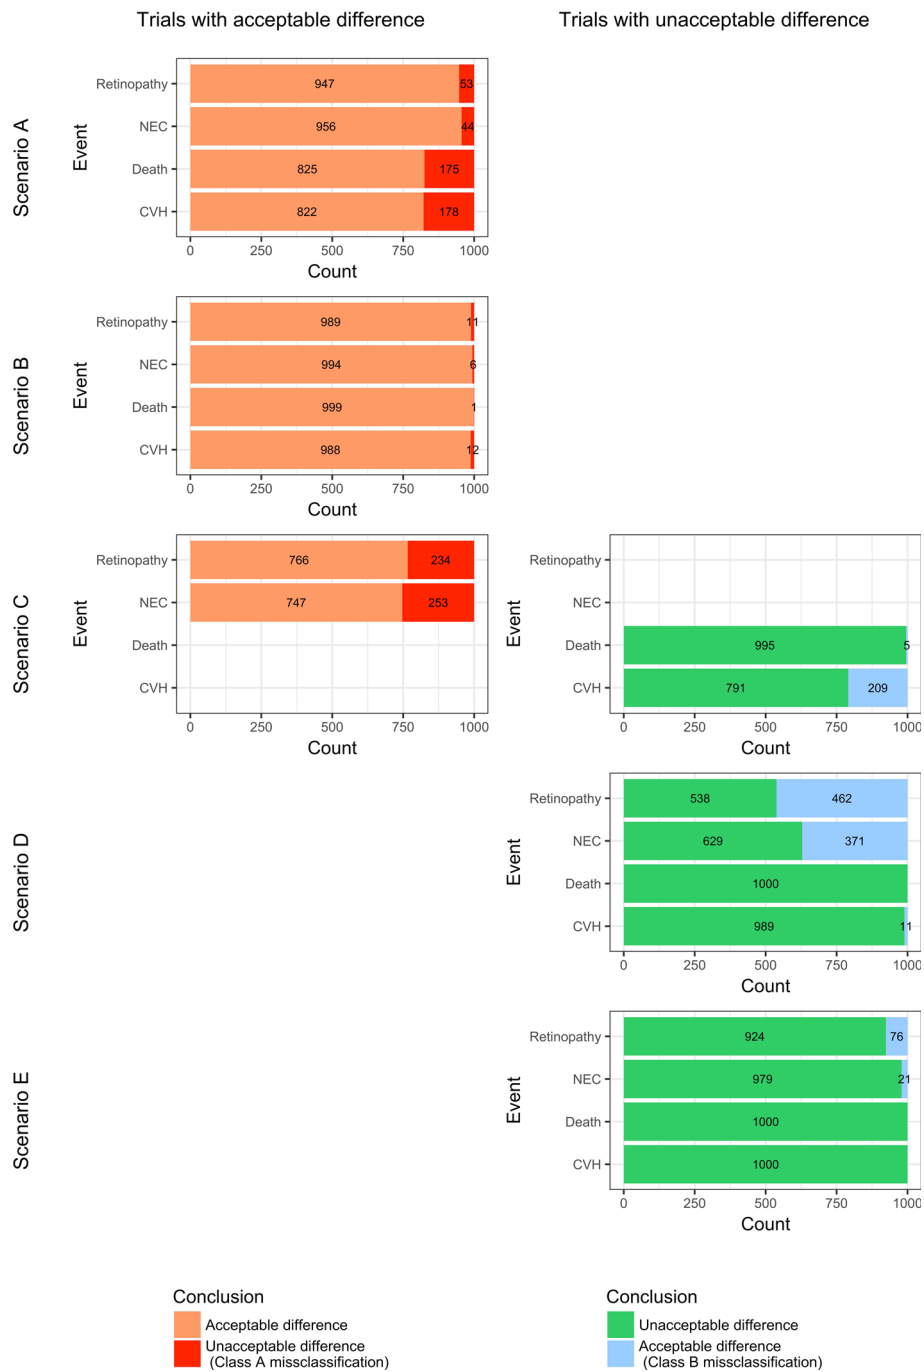 Trials with acceptable difference
Trials with unacceptable difference
Scenario A
Event
Retinopathy
947
53
NEC
956
44
Death
825
175
CVH
822
178
0 250 500 750 1000
Count
Scenario B
Event
Retinopathy
989
11
NEC
994
6
Death
999
1
CVH
988
12
0 250 500 750 1000
Count
Scenario C
Event
Retinopathy
766
234
NEC
747
253
Death
CVH
0 250 500 750 1000
Count
Event
Retinopathy
NEC
Death
995
5
CVH
791
209
0 250 500 750 1000
Count
Scenario D
Event
Retinopathy
538
462
NEC
629
371
Death
1000
CVH
989
11
0 250 500 750 1000
Count
Scenario E
Event
Retinopathy
924
76
NEC
979
21
Death
1000
CVH
1000
0 250 500 750 1000
Count
Conclusion
Acceptable difference
Unacceptable difference
(Class A missclassification)
Conclusion
Unacceptable difference
Acceptable difference
(Class B missclassification)